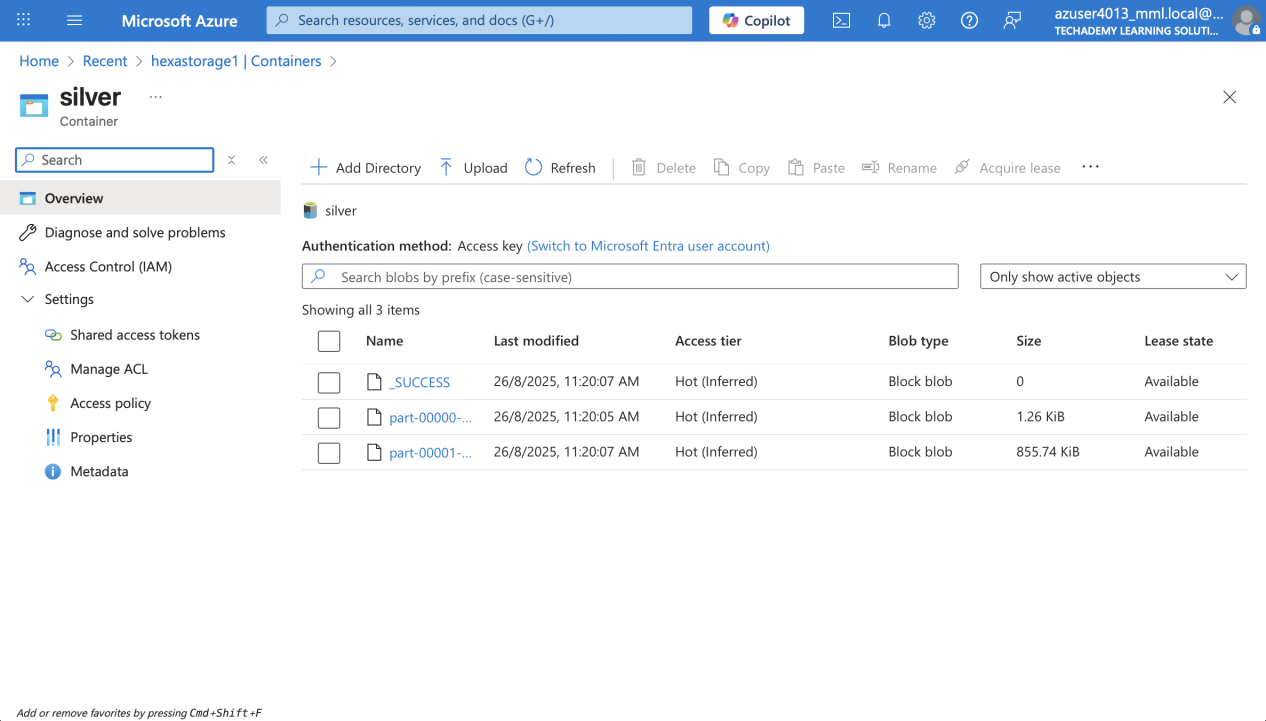 Microsoft Azure
Search resources, services, and docs (G+/)
Copilot
azuser4013_mml.local@...
TECHADEMY LEARNING SOLUTI...
Home > Recent > hexastorage1 | Containers >
silver ...
Container
Search
Add Directory Upload Refresh Delete Copy Paste Rename Acquire lease ...
Overview
Diagnose and solve problems
Access Control (IAM)
Settings
Shared access tokens
Manage ACL
Access policy
Properties
Metadata
silver
Authentication method: Access key (Switch to Microsoft Entra user account)
Search blobs by prefix (case-sensitive)
Only show active objects
Showing all 3 items
Name Last modified Access tier Blob type Size Lease state
_SUCCESS 26/8/2025, 11:20:07 AM Hot (Inferred) Block blob 0 Available
part-00000-... 26/8/2025, 11:20:05 AM Hot (Inferred) Block blob 1.26 KiB Available
part-00001-... 26/8/2025, 11:20:07 AM Hot (Inferred) Block blob 855.74 KiB Available
Add or remove favorites by pressing Cmd+Shift+F